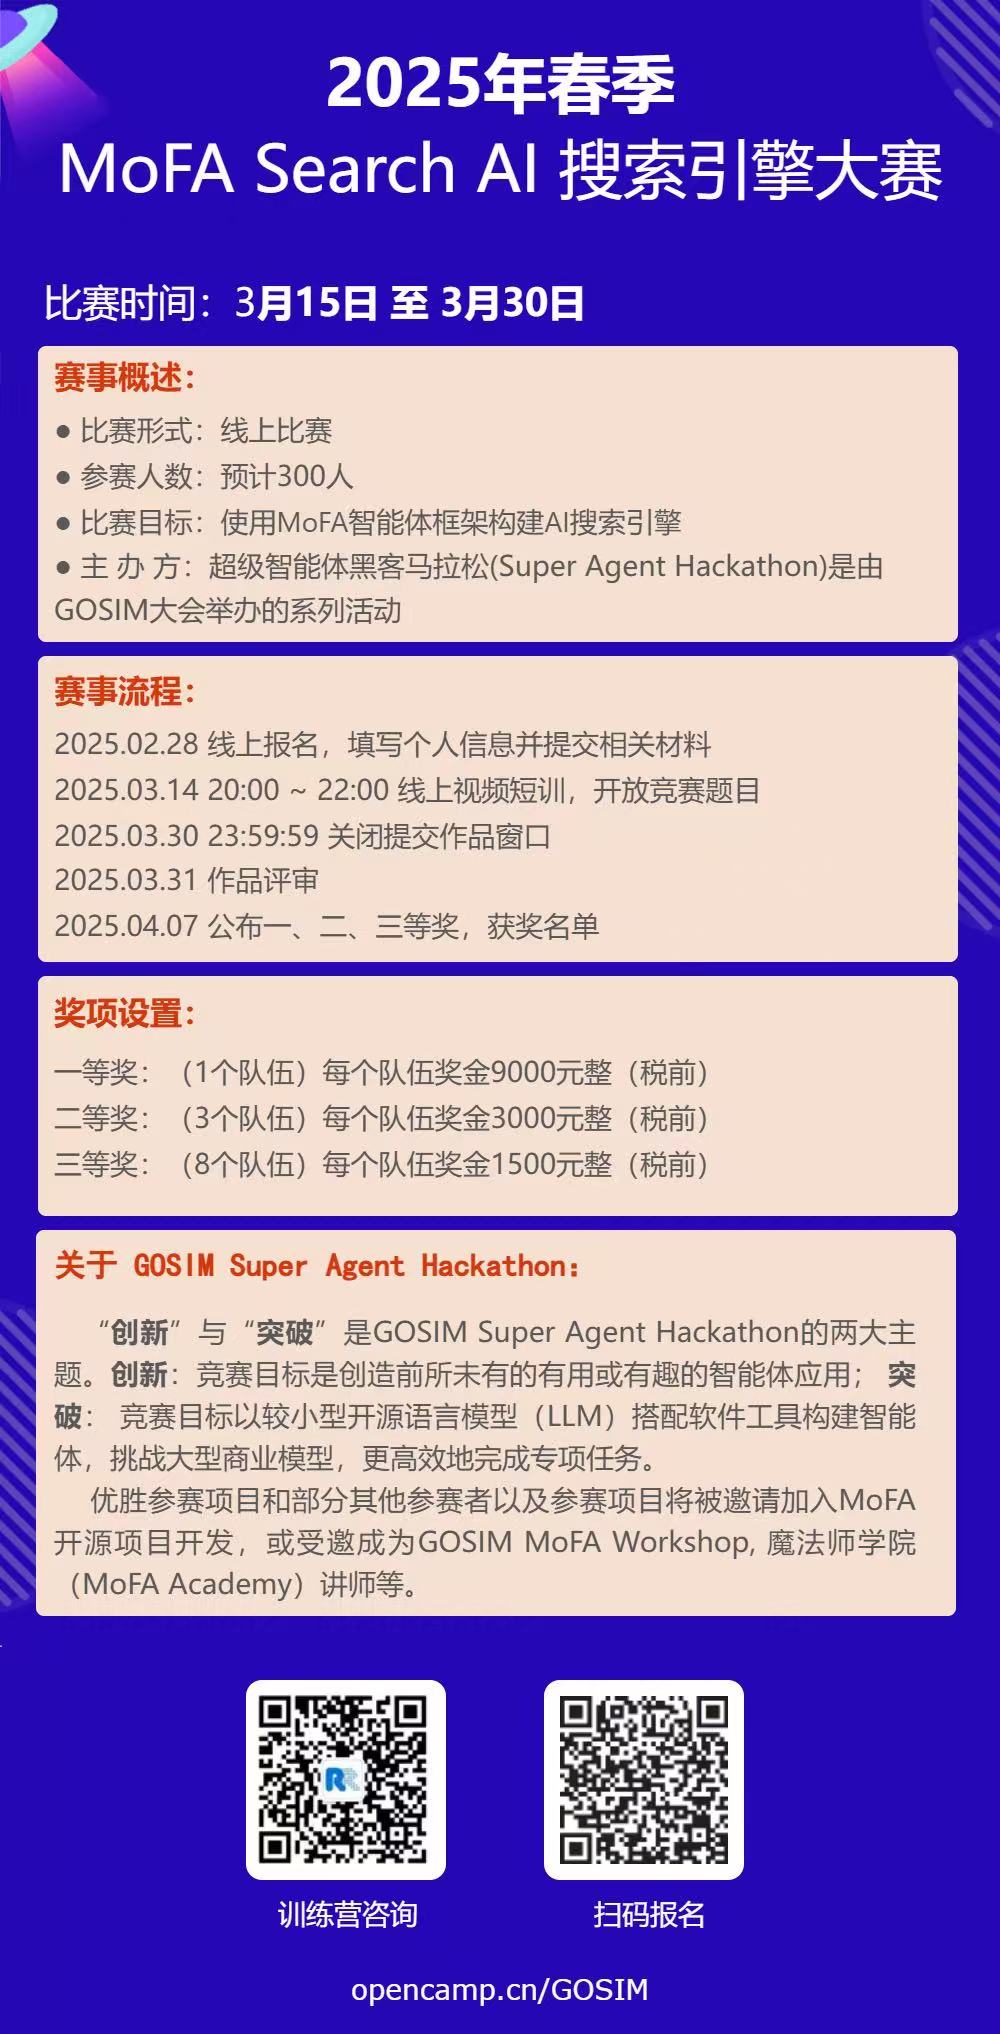 2025年春季
MoFA Search AI 搜索引擎大赛
比赛时间：3月15日 至 3月30日
赛事概述：
● 比赛形式：线上比赛
● 参赛人数：预计300人
● 比赛目标：使用MoFA智能体框架构建AI搜索引擎
● 主 办 方：超级智能体黑客马拉松(Super Agent Hackathon)是由
GOSIM大会举办的系列活动
赛事流程：
2025.02.28 线上报名，填写个人信息并提交相关材料
2025.03.14 20:00 ~ 22:00 线上视频短训，开放竞赛题目
2025.03.30 23:59:59 关闭提交作品窗口
2025.03.31 作品评审
2025.04.07 公布一、二、三等奖，获奖名单
奖项设置：
一等奖：（1个队伍）每个队伍奖金9000元整（税前）
二等奖：（3个队伍）每个队伍奖金3000元整（税前）
三等奖：（8个队伍）每个队伍奖金1500元整（税前）
关于 GOSIM Super Agent Hackathon：
“创新”与“突破”是GOSIM Super Agent Hackathon的两大主
题。创新：竞赛目标是创造前所未有的有用或有趣的智能体应用； 突
破： 竞赛目标以较小型开源语言模型（LLM）搭配软件工具构建智能
体，挑战大型商业模型，更高效地完成专项任务。
优胜参赛项目和部分其他参赛者以及参赛项目将被邀请加入MoFA
开源项目开发，或受邀成为GOSIM MoFA Workshop, 魔法师学院
（MoFA Academy）讲师等。
训练营咨询
扫码报名
opencamp.cn/GOSIM